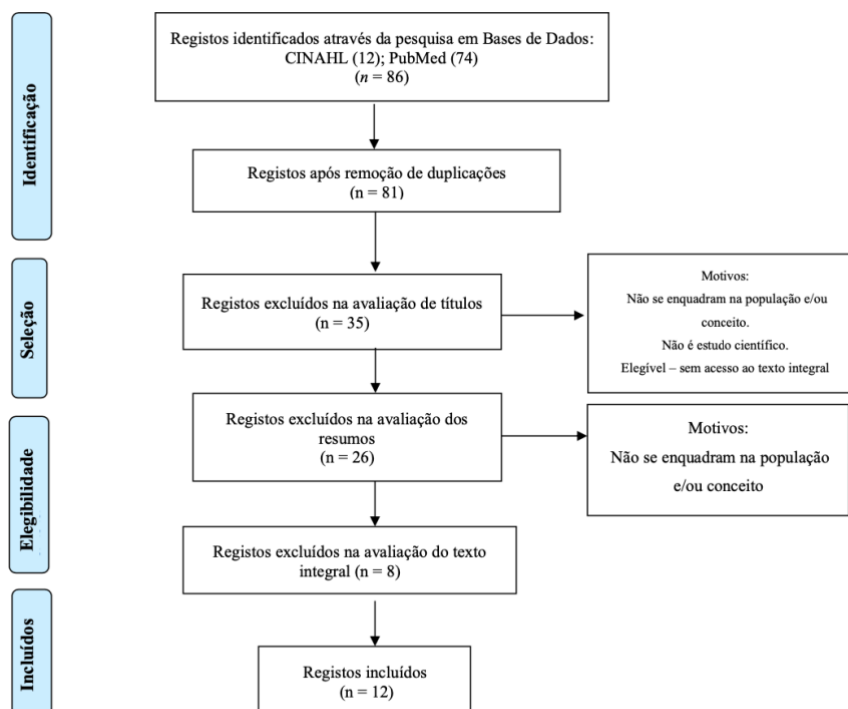 Identificação
Registos identificados através da pesquisa em Bases de Dados:
CINAHL (12); PubMed (74)
(n = 86)
Registos após remoção de duplicações
(n = 81)
Seleção
Registos excluídos na avaliação de títulos
(n = 35)
Motivos:
Não se enquadram na população e/ou
conceito.
Não é estudo científico.
Elegível – sem acesso ao texto integral
Elegibilidade
Registos excluídos na avaliação dos
resumos
(n = 26)
Motivos:
Não se enquadram na população
e/ou conceito
Registos excluídos na avaliação do texto
integral (n = 8)
Incluídos
Registos incluídos
(n = 12)